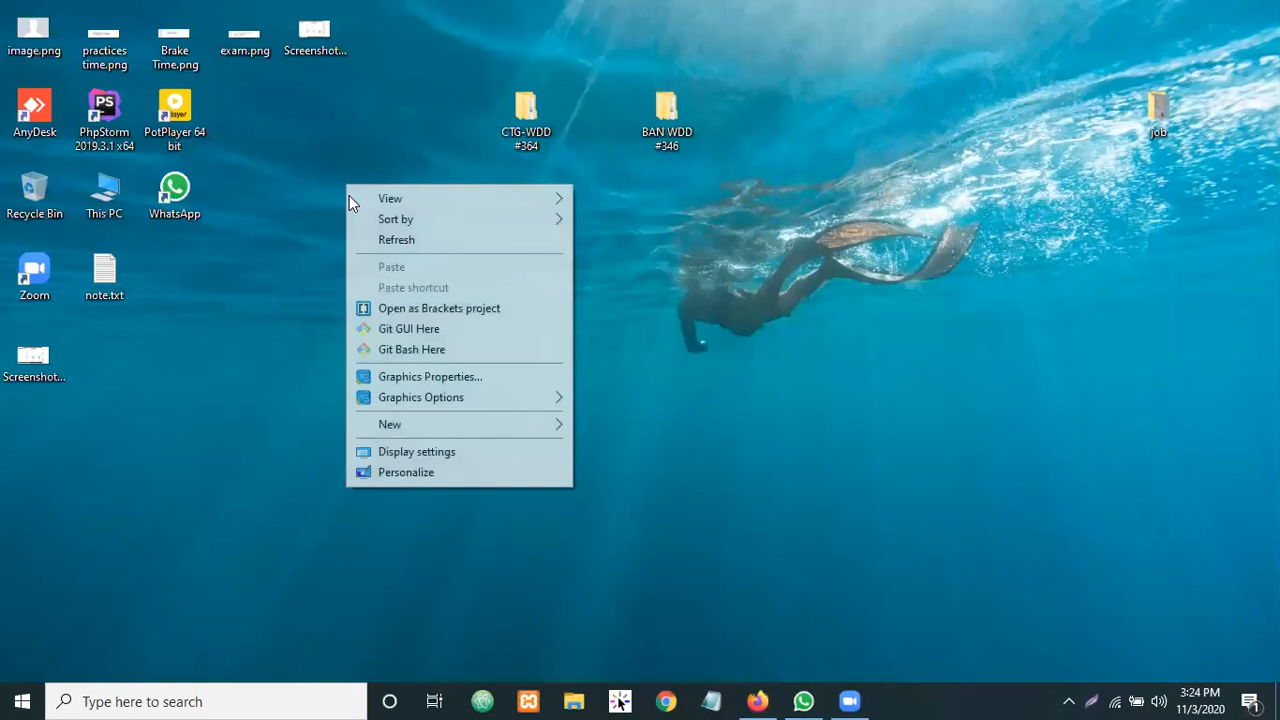 image.png
practices time.png
Brake Time.png
exam.png
Screenshot...
AnyDesk
PhpStorm 2019.3.1 x64
PotPlayer 64 bit
CTG-WDD #364
BAN WDD #346
job
Recycle Bin
This PC
WhatsApp
Zoom
note.txt
Screenshot...
View
Sort by
Refresh
Paste
Paste shortcut
Open as Brackets project
Git GUI Here
Git Bash Here
Graphics Properties...
Graphics Options
New
Display settings
Personalize
Type here to search
3:24 PM
11/3/2020